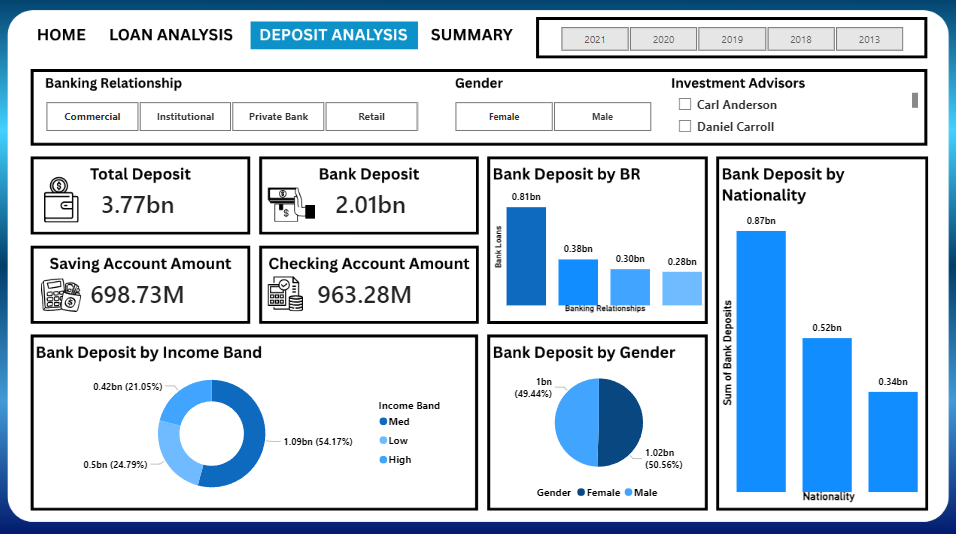 HOME LOAN ANALYSIS DEPOSIT ANALYSIS SUMMARY
2021 2020 2019 2018 2013
Banking Relationship
Commercial Institutional Private Bank Retail
Gender
Female Male
Investment Advisors
Carl Anderson
Daniel Carroll
Total Deposit
$
3.77bn
Bank Deposit
$
$
2.01bn
Saving Account Amount
$
698.73M
Checking Account Amount
963.28M
Bank Deposit by BR
Bank Loans
0.81bn
0.38bn
0.30bn
0.28bn
Banking Relationships
Bank Deposit by
Nationality
Sum of Bank Deposits
0.87bn
0.52bn
0.34bn
Nationality
Bank Deposit by Income Band
0.42bn (21.05%)
0.5bn (24.79%)
1.09bn (54.17%)
Income Band
Med
Low
High
Bank Deposit by Gender
1bn
(49.44%)
1.02bn
(50.56%)
Gender Female Male